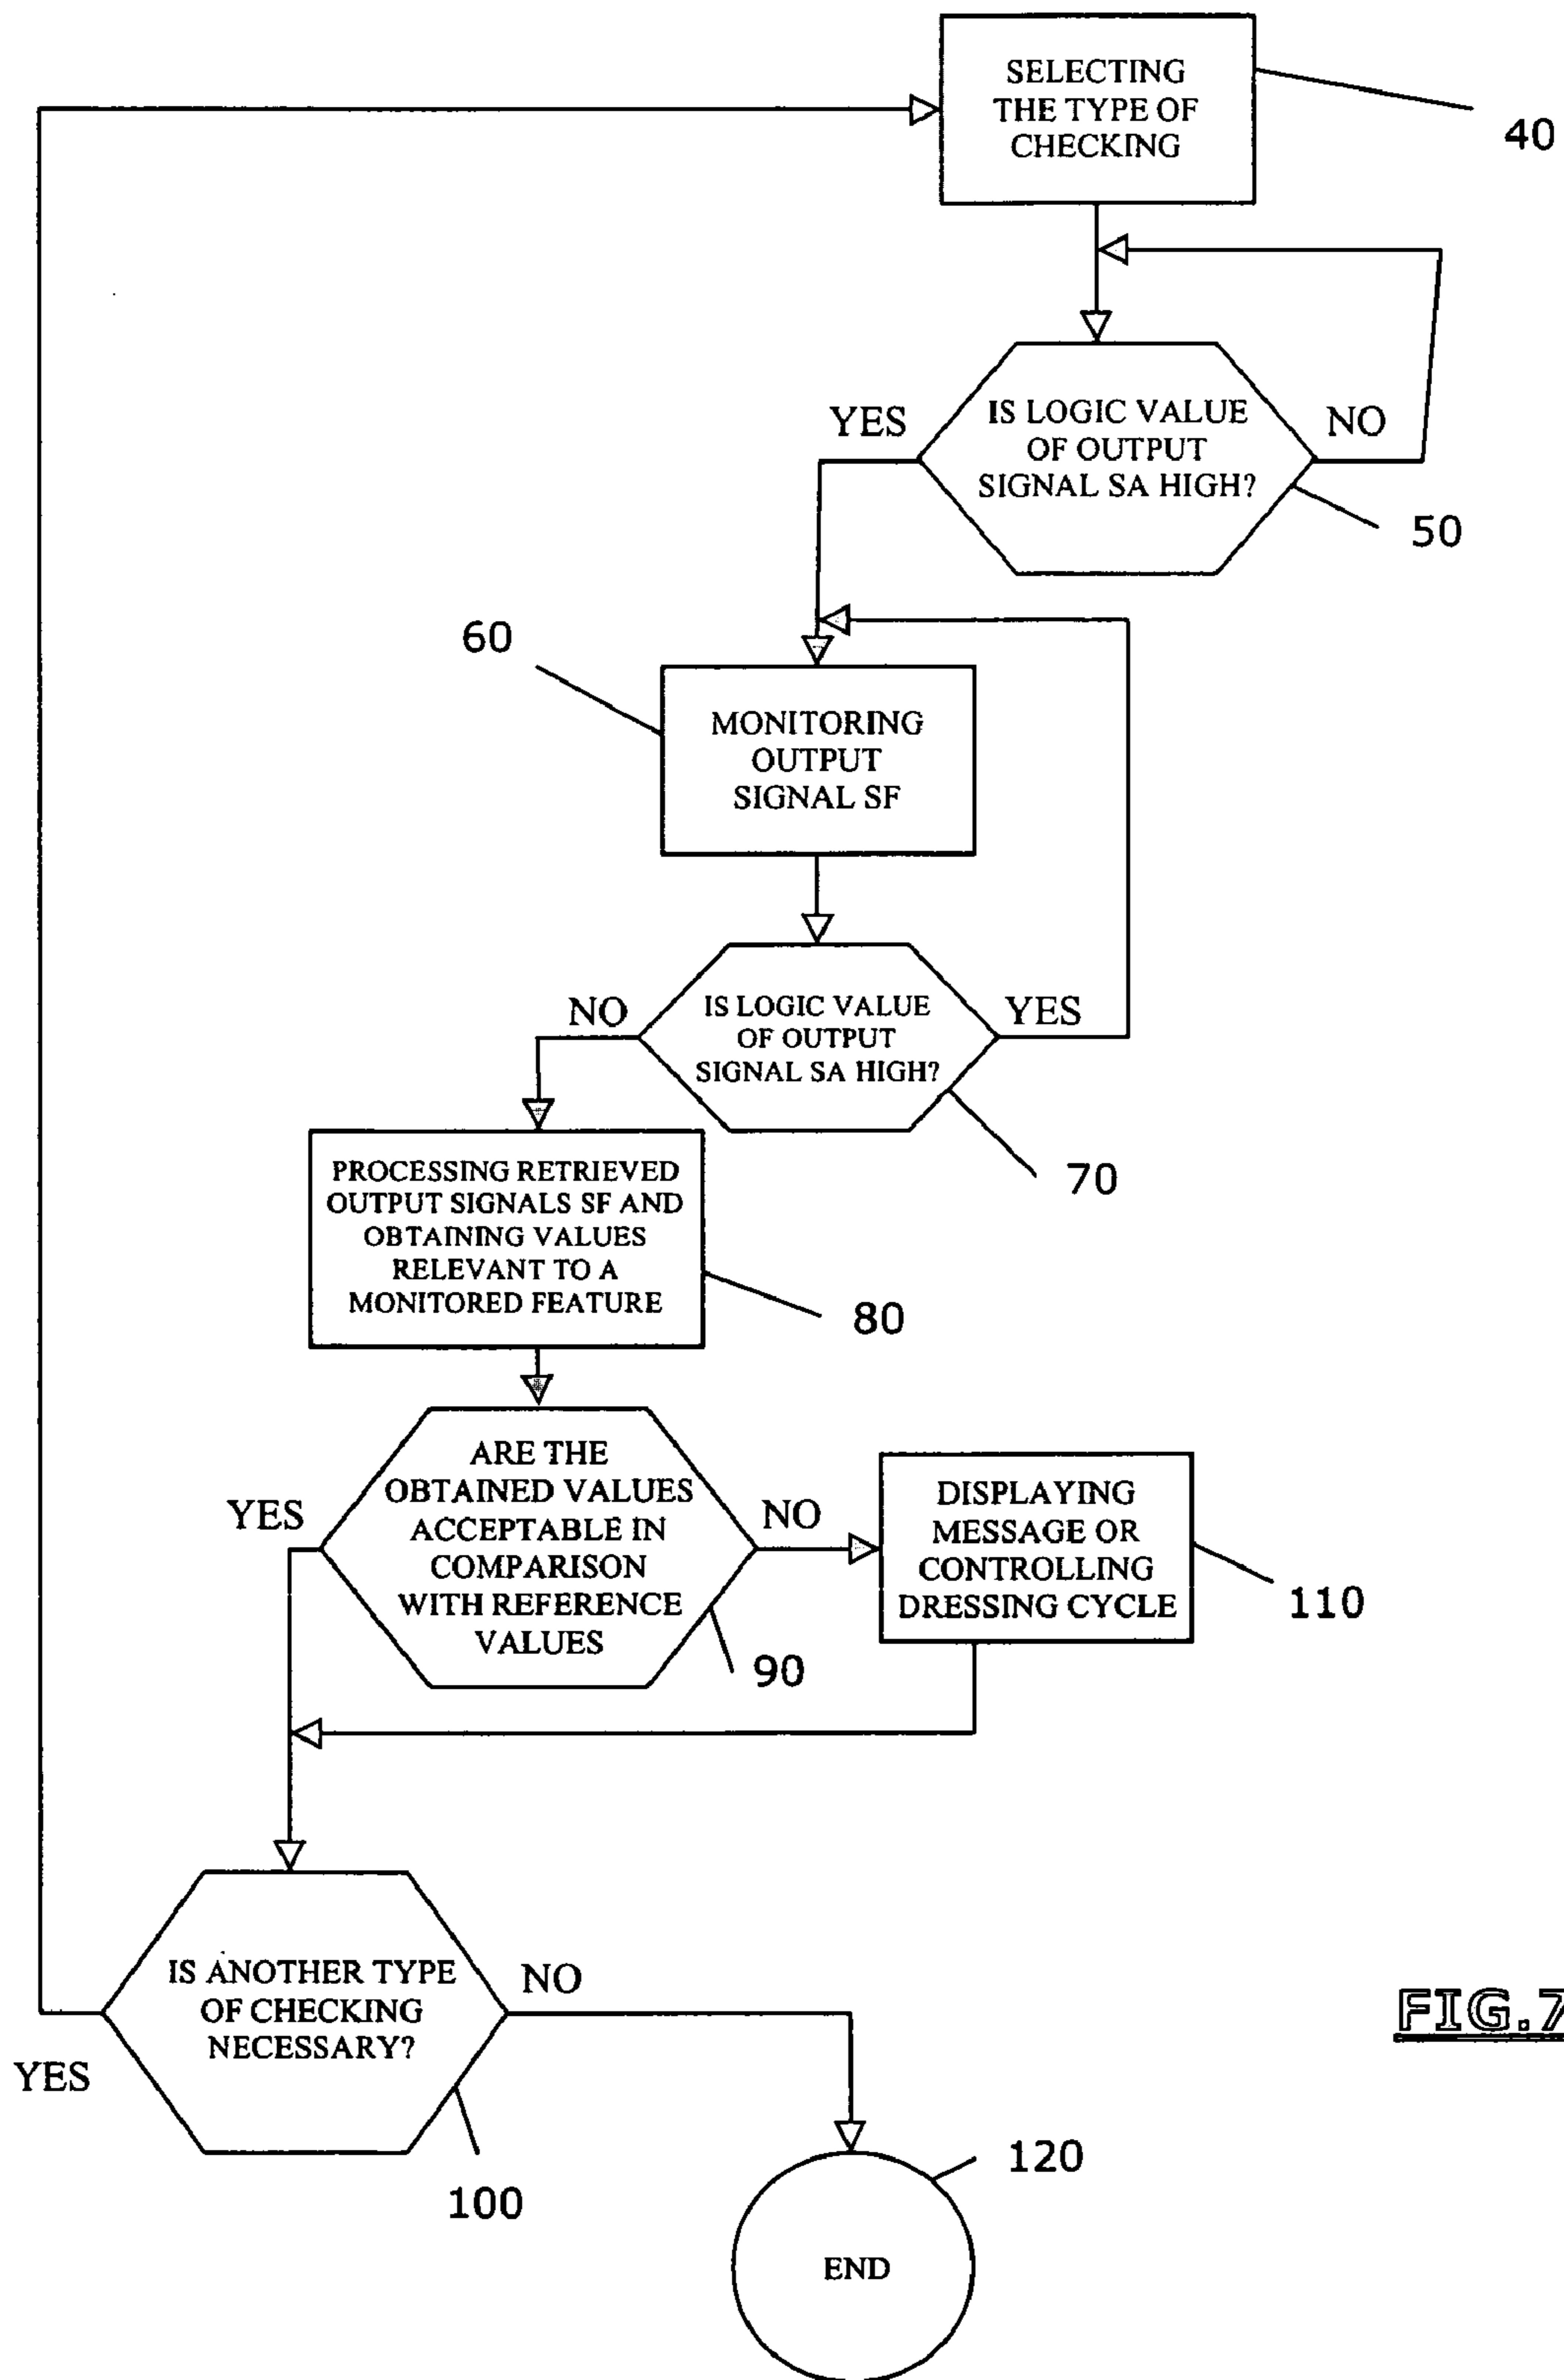 SELECTING
THE TYPE OF
CHECKING
40
YES
IS LOGIC VALUE
OF OUTPUT
SIGNAL SA HIGH?
NO
50
60
MONITORING
OUTPUT
SIGNAL SF
NO
IS LOGIC VALUE
OF OUTPUT
SIGNAL SA HIGH?
YES
70
PROCESSING RETRIEVED
OUTPUT SIGNALS SF AND
OBTAINING VALUES
RELEVANT TO A
MONITORED FEATURE
80
YES
ARE THE
OBTAINED VALUES
ACCEPTABLE IN
COMPARISON
WITH REFERENCE
VALUES
NO
90
DISPLAYING
MESSAGE OR
CONTROLLING
DRESSING CYCLE
110
IS ANOTHER TYPE
OF CHECKING
NECESSARY?
NO
YES
100
FIG.7
120
END